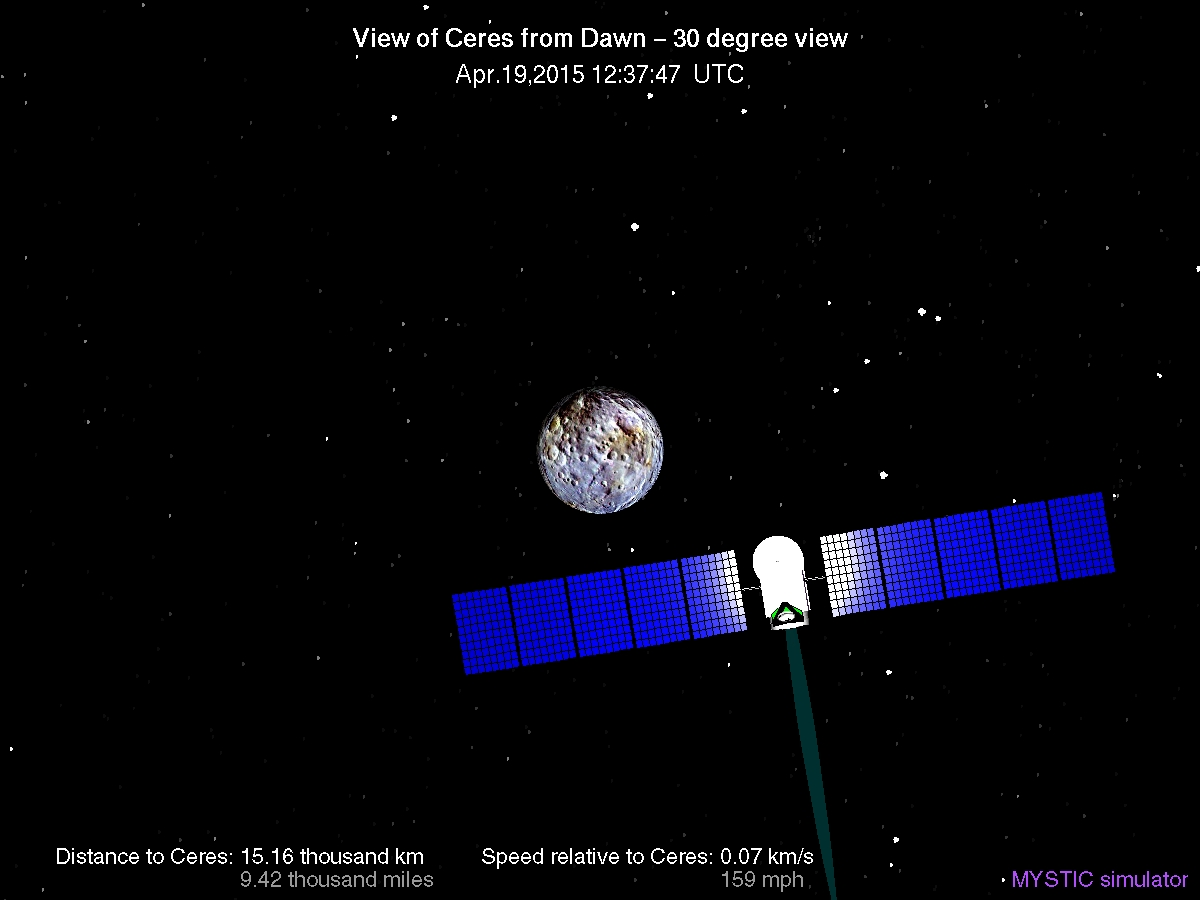 View of Ceres from Dawn – 30 degree view
Apr.19,2015 12:37:47 UTC
Distance to Ceres: 15.16 thousand km
9.42 thousand miles
Speed relative to Ceres: 0.07 km/s
159 mph
MYSTIC simulator